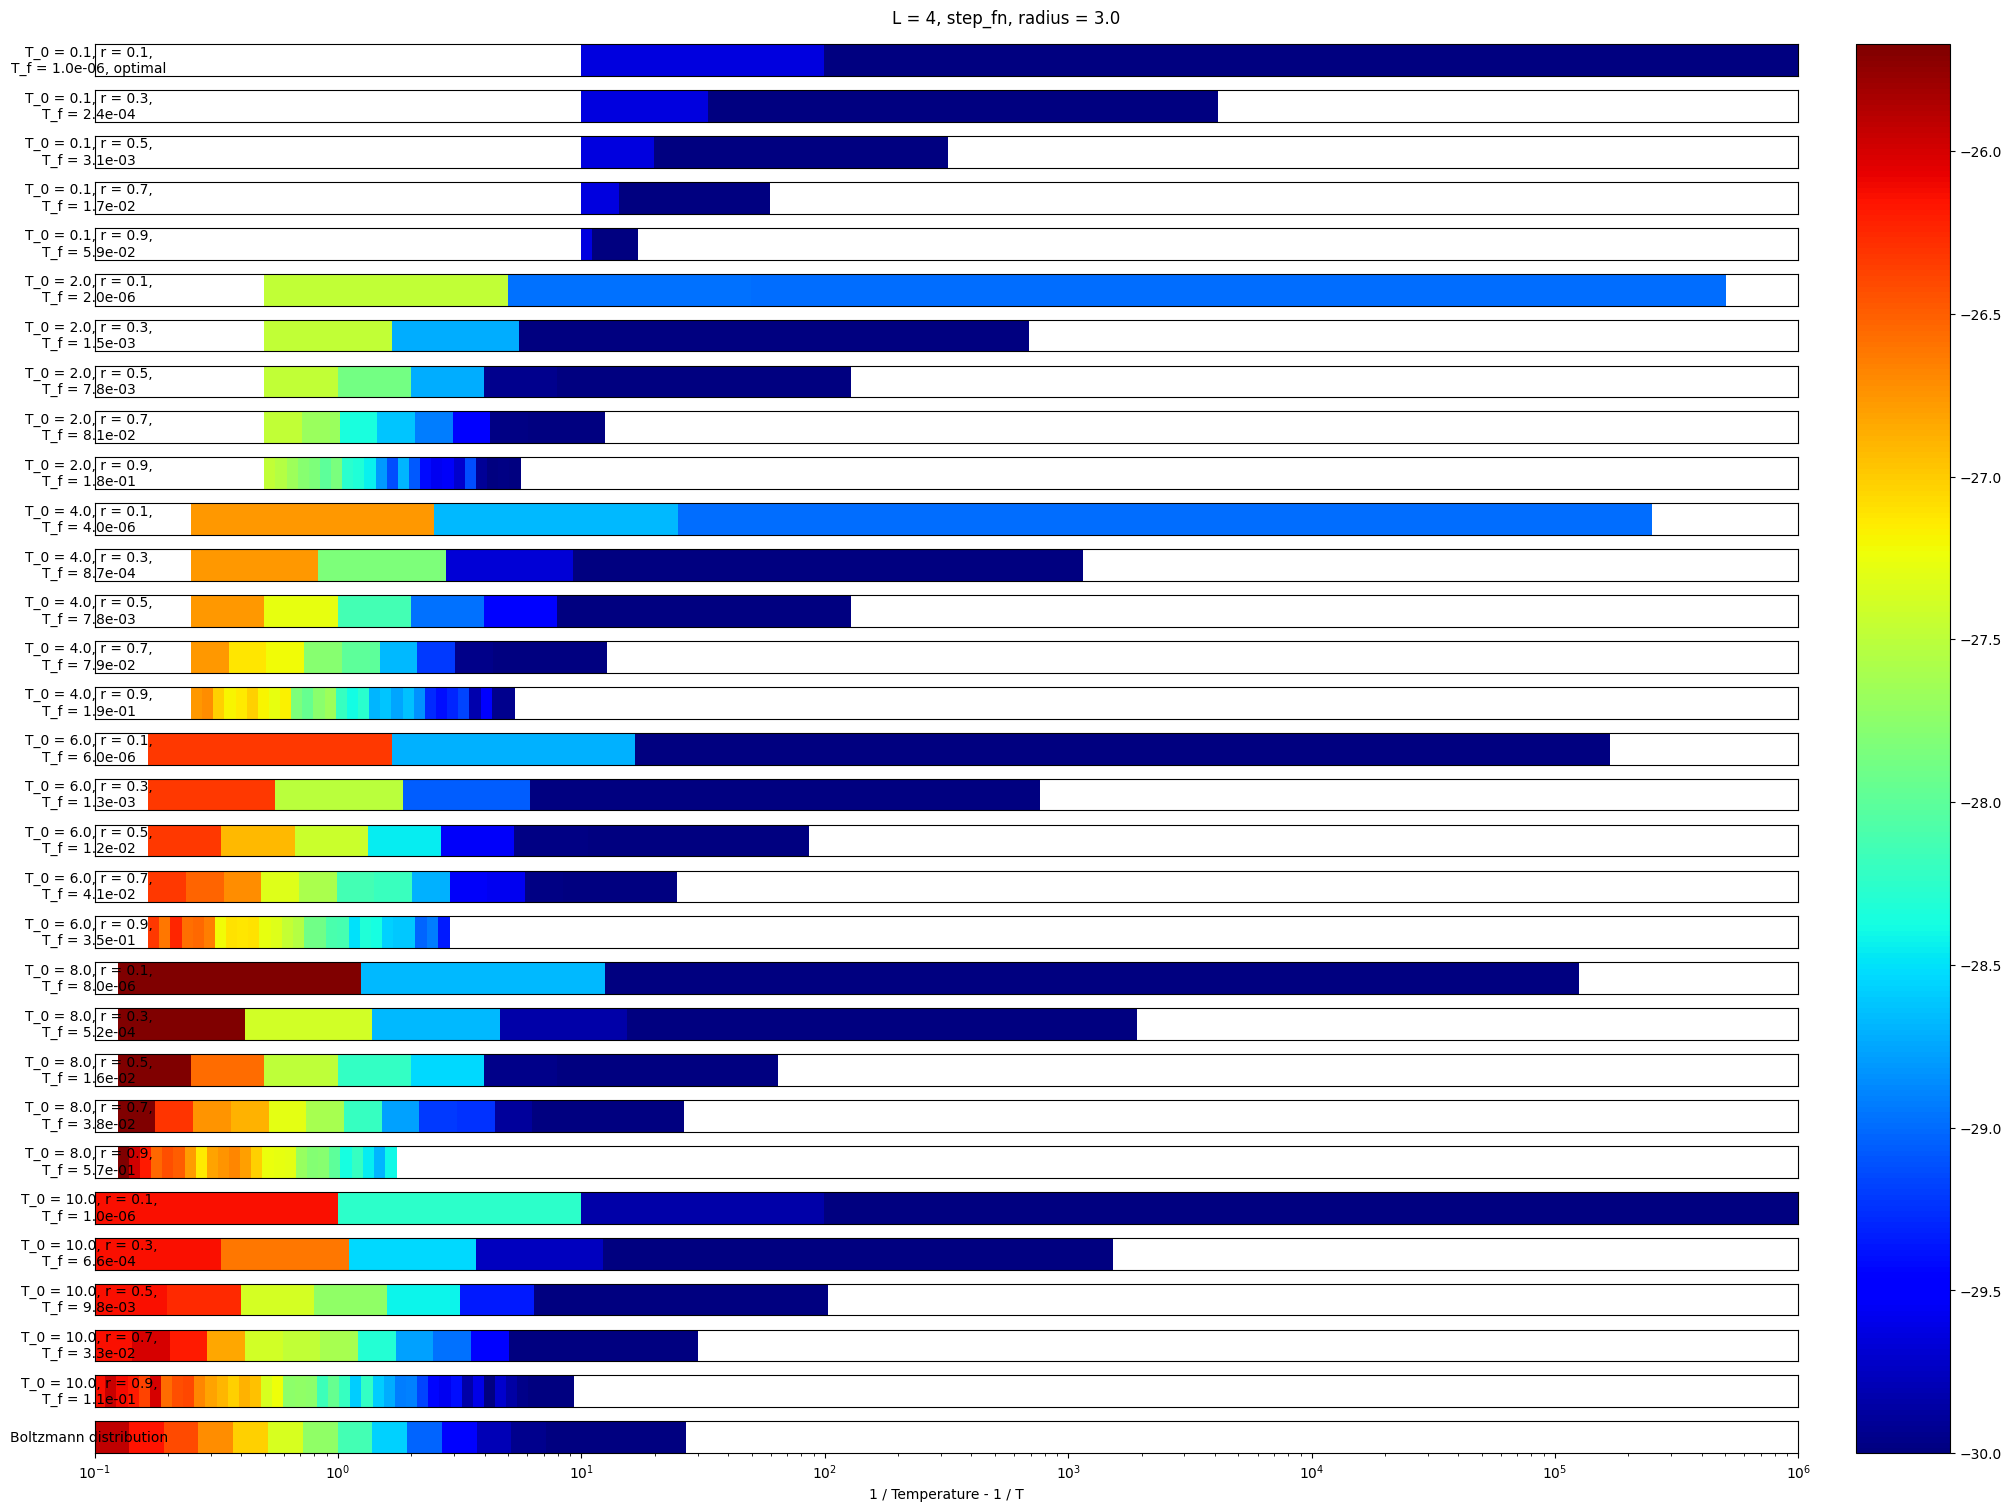 L = 4, step_fn, radius = 3.0
T_0 = 0.1, r = 0.1,
T_f = 1.0e-06, optimal
T_0 = 0.1, r = 0.3,
T_f = 2.4e-04
T_0 = 0.1, r = 0.5,
T_f = 3.1e-03
T_0 = 0.1, r = 0.7,
T_f = 1.7e-02
T_0 = 0.1, r = 0.9,
T_f = 5.9e-02
T_0 = 2.0, r = 0.1,
T_f = 2.0e-06
T_0 = 2.0, r = 0.3,
T_f = 1.5e-03
T_0 = 2.0, r = 0.5,
T_f = 7.8e-03
T_0 = 2.0, r = 0.7,
T_f = 8.1e-02
T_0 = 2.0, r = 0.9,
T_f = 1.8e-01
T_0 = 4.0, r = 0.1,
T_f = 4.0e-06
T_0 = 4.0, r = 0.3,
T_f = 8.7e-04
T_0 = 4.0, r = 0.5,
T_f = 7.8e-03
T_0 = 4.0, r = 0.7,
T_f = 7.9e-02
T_0 = 4.0, r = 0.9,
T_f = 1.9e-01
T_0 = 6.0, r = 0.1,
T_f = 6.0e-06
T_0 = 6.0, r = 0.3,
T_f = 1.3e-03
T_0 = 6.0, r = 0.5,
T_f = 1.2e-02
T_0 = 6.0, r = 0.7,
T_f = 4.1e-02
T_0 = 6.0, r = 0.9,
T_f = 3.5e-01
T_0 = 8.0, r = 0.1,
T_f = 8.0e-06
T_0 = 8.0, r = 0.3,
T_f = 5.2e-04
T_0 = 8.0, r = 0.5,
T_f = 1.6e-02
T_0 = 8.0, r = 0.7,
T_f = 3.8e-02
T_0 = 8.0, r = 0.9,
T_f = 5.7e-01
T_0 = 10.0, r = 0.1,
T_f = 1.0e-06
T_0 = 10.0, r = 0.3,
T_f = 6.6e-04
T_0 = 10.0, r = 0.5,
T_f = 9.8e-03
T_0 = 10.0, r = 0.7,
T_f = 3.3e-02
T_0 = 10.0, r = 0.9,
T_f = 1.1e-01
Boltzmann distribution
10⁻¹ 10⁰ 10¹ 10² 10³ 10⁴ 10⁵ 10⁶
1 / Temperature - 1 / T
−26.0
−26.5
−27.0
−27.5
−28.0
−28.5
−29.0
−29.5
−30.0